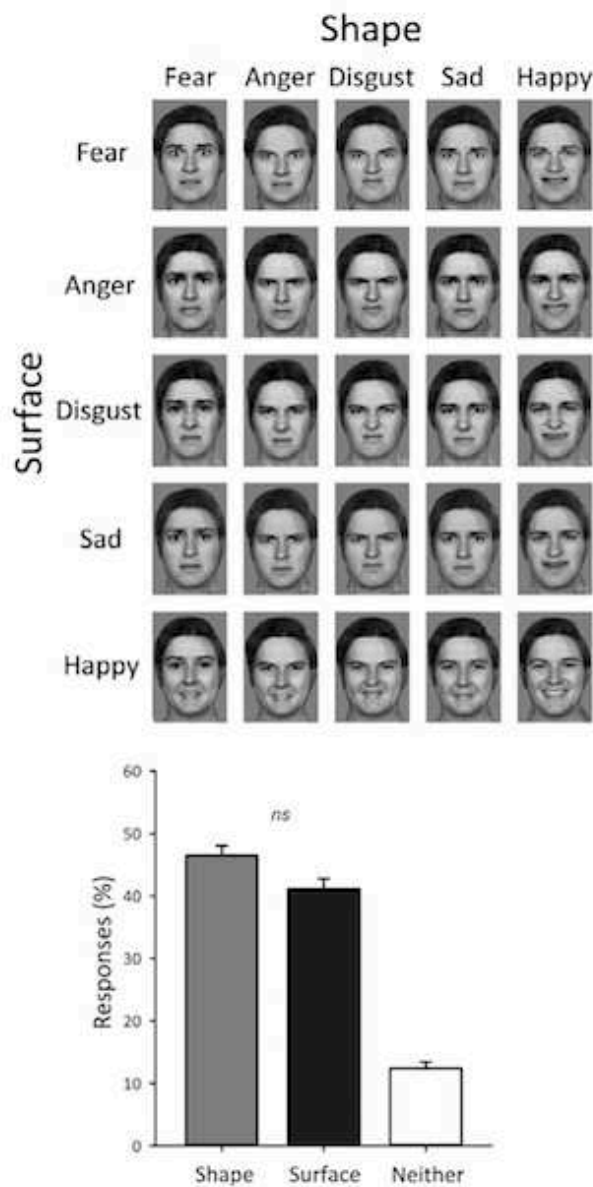 Shape
Fear Anger Disgust Sad Happy
Surface
Fear
Anger
Disgust
Sad
Happy
Responses (%)
60
50
40
30
20
10
0
ns
Shape Surface Neither